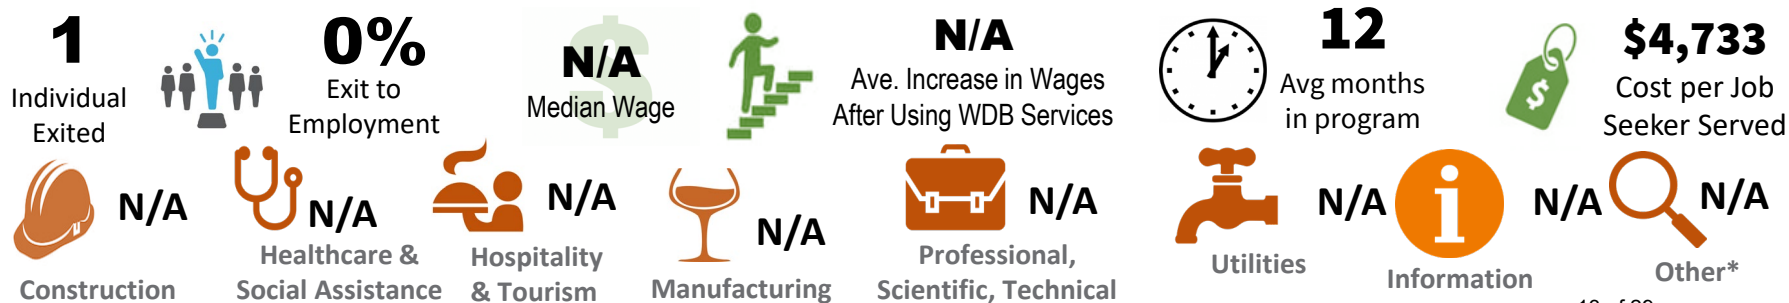 1
Individual
Exited
0%
Exit to
Employment
N/A
Median Wage
N/A
Ave. Increase in Wages
After Using WDB Services
12
Avg months
in program
$4,733
Cost per Job
Seeker Served
N/A
Construction
N/A
Healthcare &
Social Assistance
N/A
Hospitality
& Tourism
N/A
Manufacturing
N/A
Professional,
Scientific, Technical
N/A
Utilities
N/A
Information
N/A
Other*